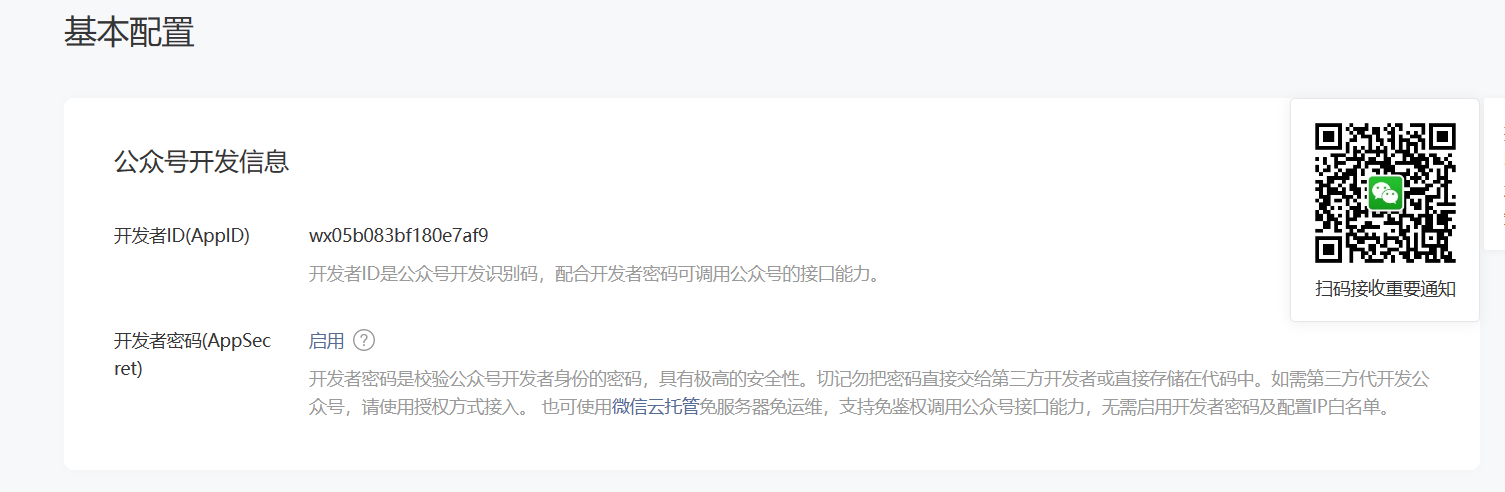 基本配置
公众号开发信息
开发者ID(AppID)
wx05b083bf180e7af9
开发者ID是公众号开发识别码，配合开发者密码可调用公众号的接口能力。
扫码接收重要通知
开发者密码(AppSec
ret)
启用 ?
开发者密码是校验公众号开发者身份的密码，具有极高的安全性。切记勿把密码直接交给第三方开发者或直接存储在代码中。如需第三方代开发公
众号，请使用授权方式接入。 也可使用微信云托管免服务器免运维，支持免鉴权调用公众号接口能力，无需启用开发者密码及配置IP白名单。